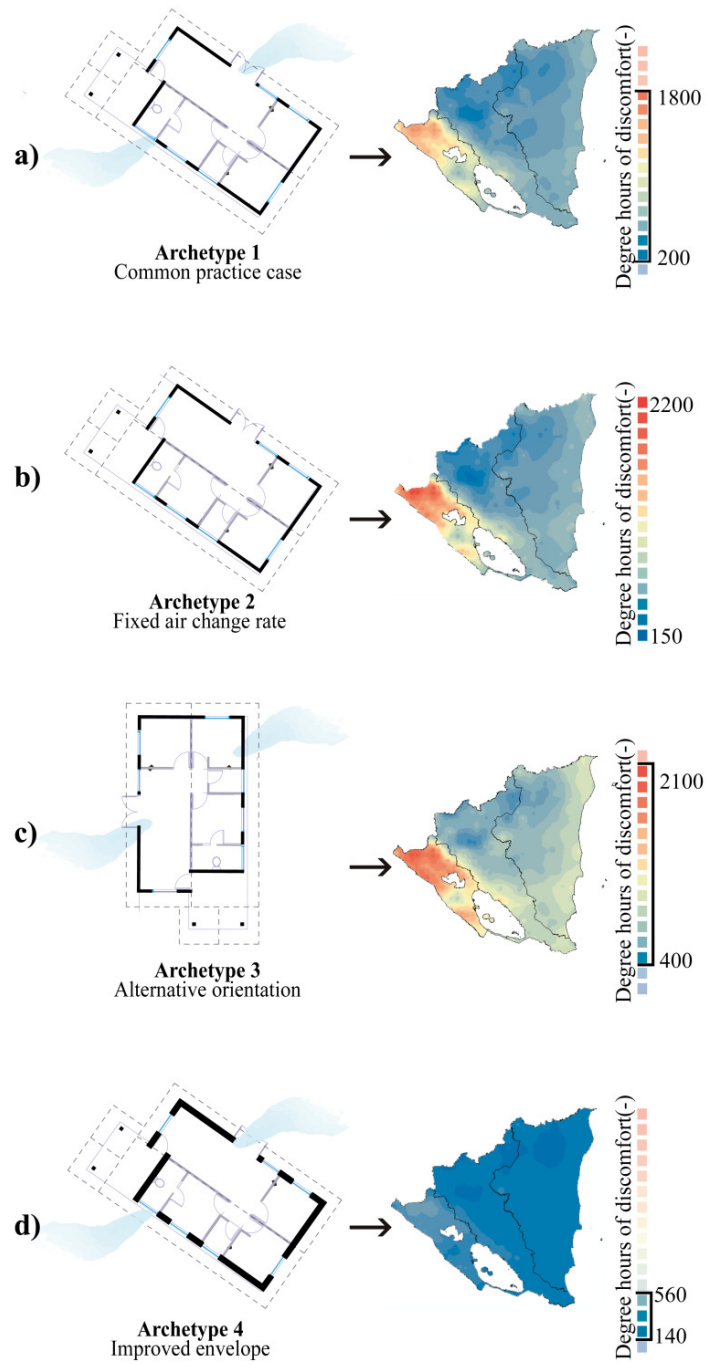 a)
Archetype 1
Common practice case
Degree hours of discomfort(-)
1800
200
b)
Archetype 2
Fixed air change rate
Degree hours of discomfort(-)
2200
150
c)
Archetype 3
Alternative orientation
Degree hours of discomfort(-)
2100
400
d)
Archetype 4
Improved envelope
Degree hours of discomfort(-)
560
140